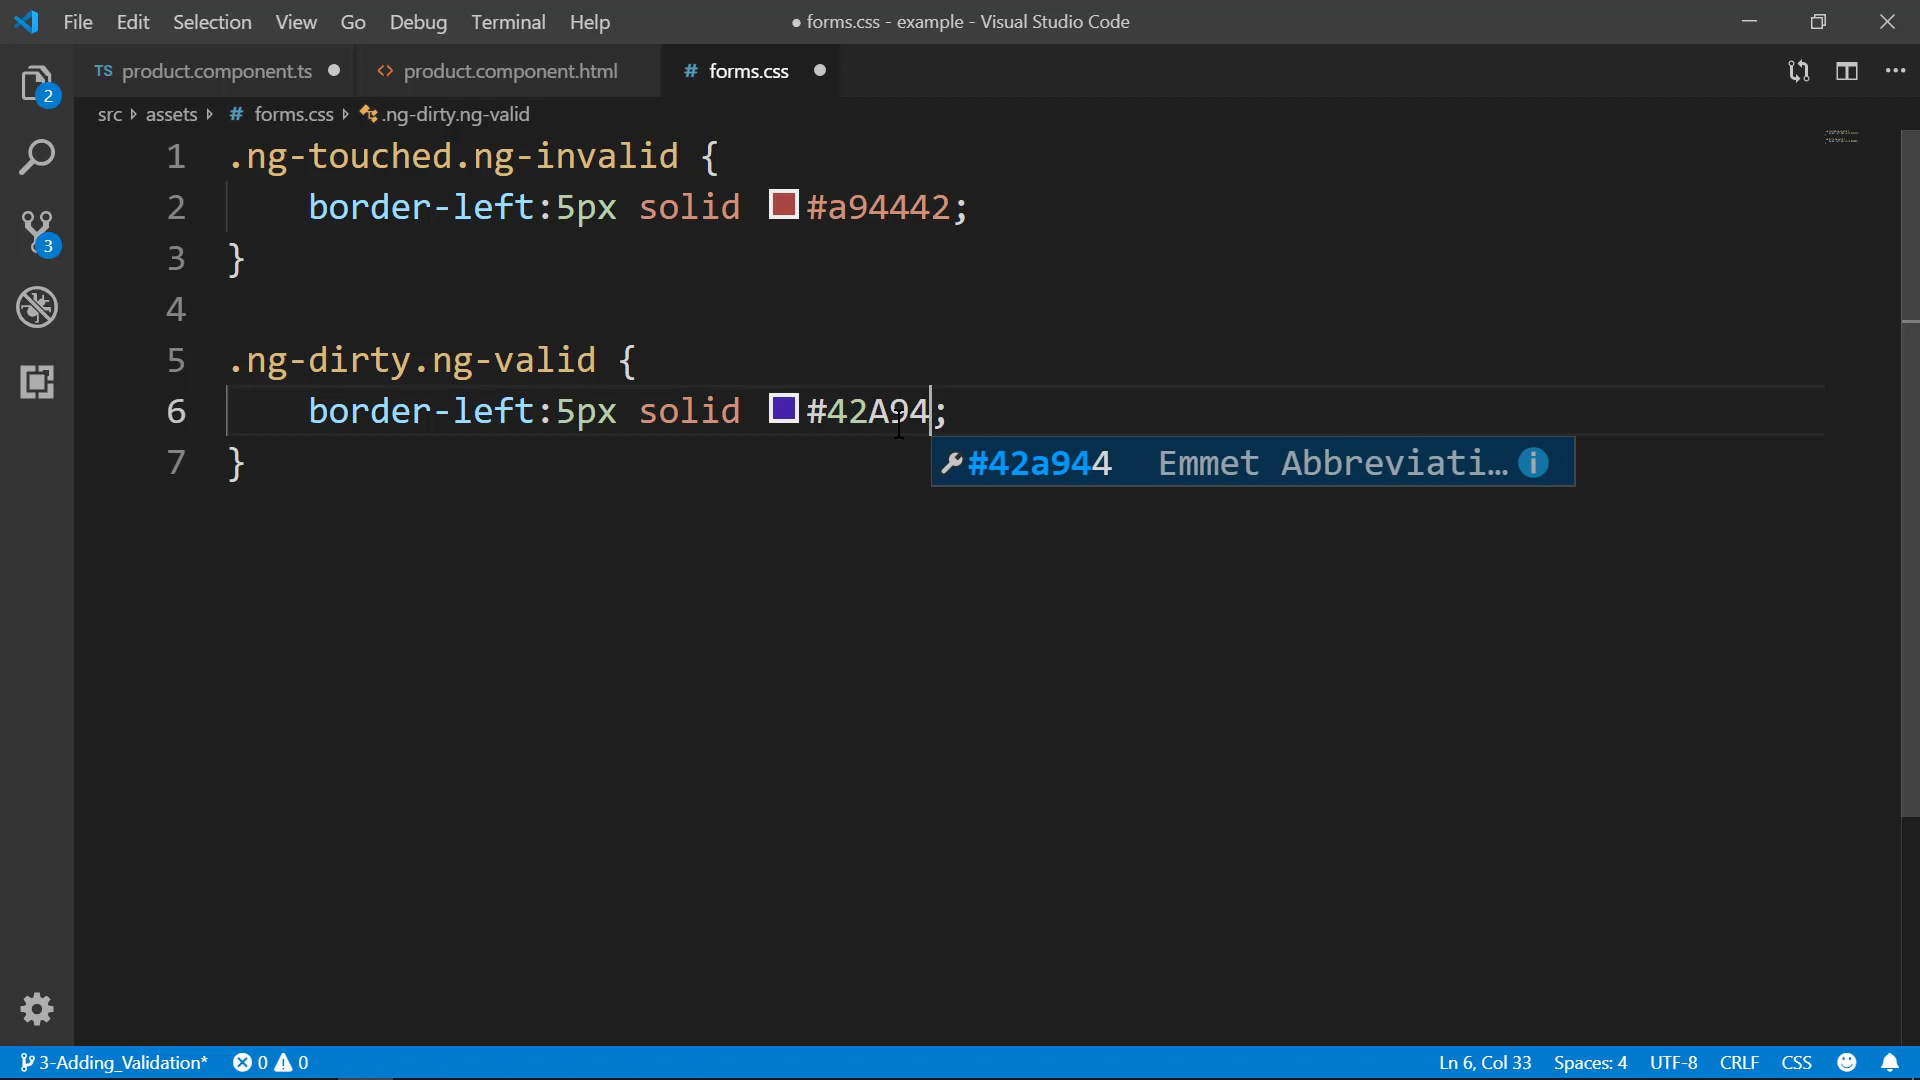 File Edit Selection View Go Debug Terminal Help ● forms.css - example - Visual Studio Code
TS product.component.ts ● <> product.component.html # forms.css ●
src assets # forms.css .ng-dirty.ng-valid
1 .ng-touched.ng-invalid {
2 border-left:5px solid #a94442;
3 }
4
5 .ng-dirty.ng-valid {
6 border-left:5px solid #42A94;
7 }
#42a944 Emmet Abbreviati...
2
3
3-Adding_Validation* 0 0 Ln 6, Col 33 Spaces: 4 UTF-8 CRLF CSS